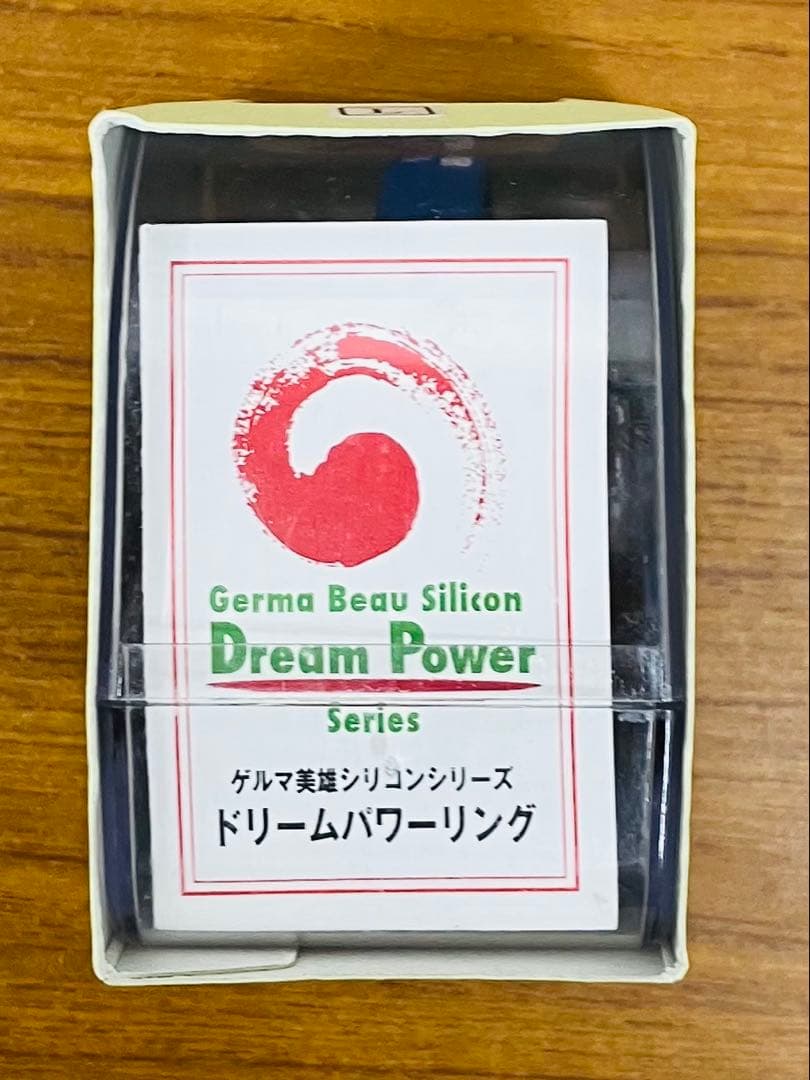 Germa Beau Silicon
Dream Power
Series
ゲルマ美雄シリコンシリーズ
ドリームパワーリング